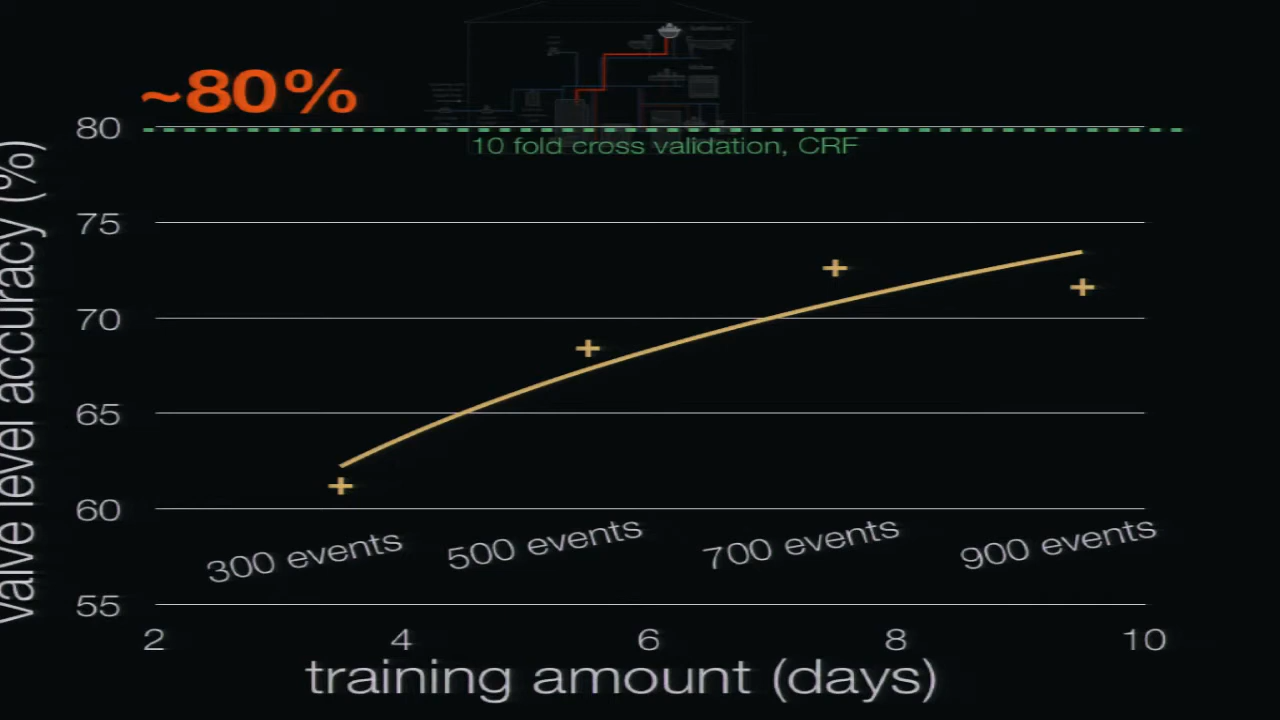 ~80%
80
10 fold cross validation, CRF
75
70
65
60
55
300 events
500 events
700 events
900 events
2 4 6 8 10
training amount (days)
valve level accuracy (%)